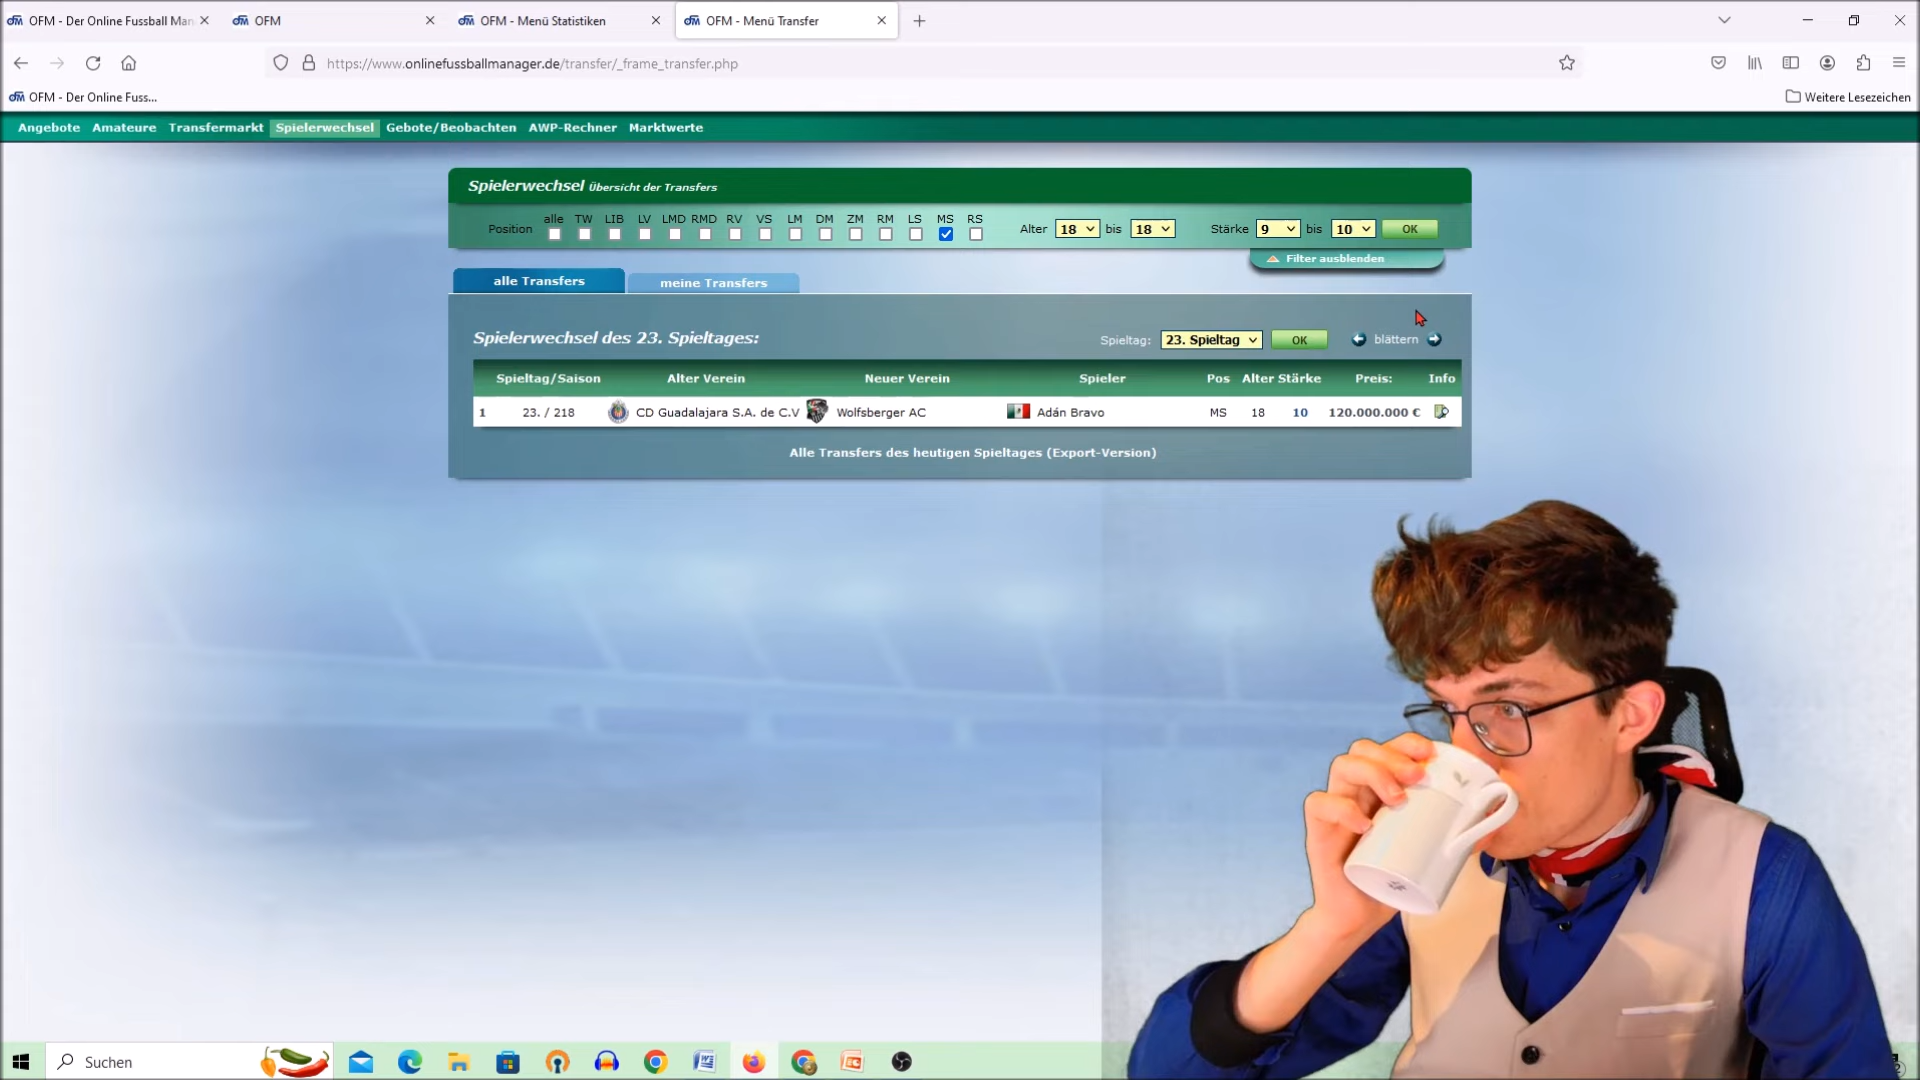 OFM - Der Online Fussball Man
OFM
OFM - Menü Statistiken
OFM - Menü Transfer
https://www.onlinefussballmanager.de/transfer/_frame_transfer.php
OFM - Der Online Fuss...
Weitere Lesezeichen
Angebote Amateure Transfermarkt Spielerwechsel Gebote/Beobachten AWP-Rechner Marktwerte
Spielerwechsel Übersicht der Transfers
alle TW LIB LV LMD RMD RV VS LM DM ZM RM LS MS RS
Position Alter 18 bis 18 Stärke 9 bis 10 OK
Filter ausblenden
alle Transfers meine Transfers
Spielerwechsel des 23. Spieltages: Spieltag: 23. Spieltag OK blättern
Spieltag/Saison Alter Verein Neuer Verein Spieler Pos Alter Stärke Preis: Info
1 23. / 218 CD Guadalajara S.A. de C.V Wolfsberger AC Adán Bravo MS 18 10 120.000.000 €
Alle Transfers des heutigen Spieltages (Export-Version)
Suchen